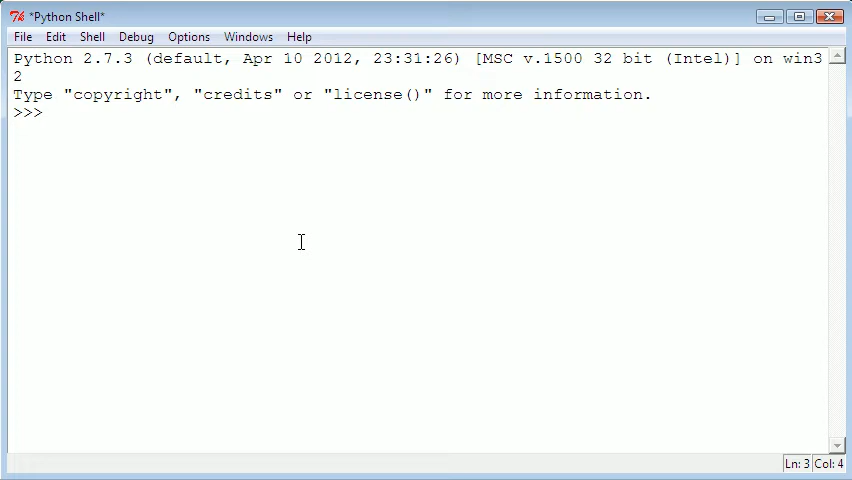 *Python Shell*
File Edit Shell Debug Options Windows Help
Python 2.7.3 (default, Apr 10 2012, 23:31:26) [MSC v.1500 32 bit (Intel)] on win3
2
Type "copyright", "credits" or "license()" for more information.
>>>
Ln: 3 Col: 4